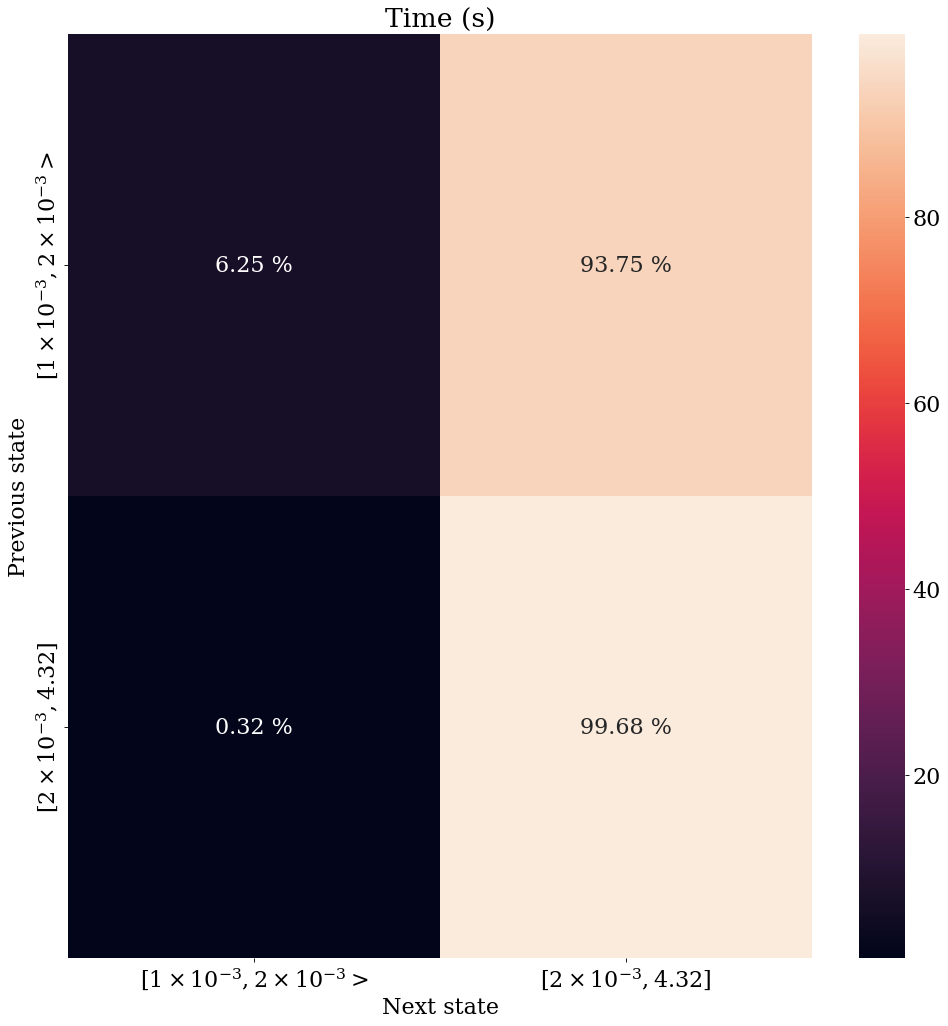 Time (s)
[1 × 10⁻³, 2 × 10⁻³ >
6.25 %
93.75 %
80
60
Previous state
40
[2 × 10⁻³, 4.32]
0.32 %
99.68 %
20
[1 × 10⁻³, 2 × 10⁻³ >
[2 × 10⁻³, 4.32]
Next state